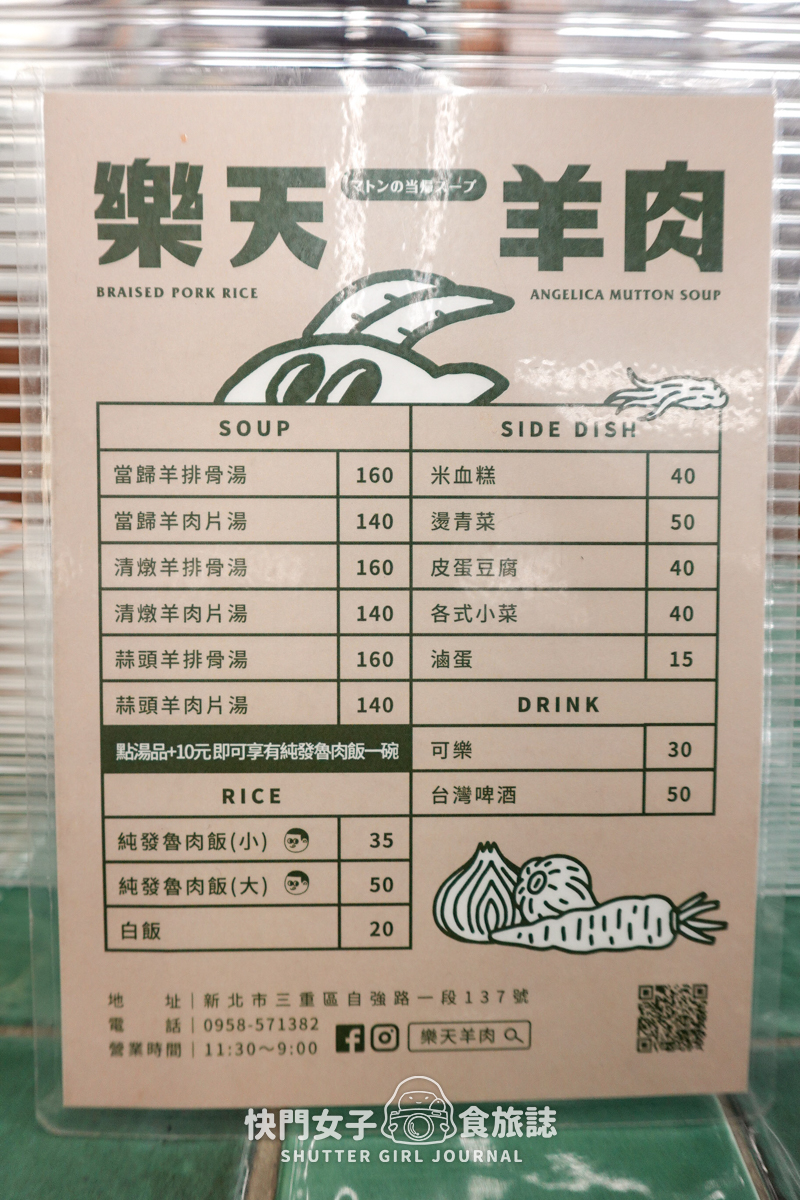 樂天 羊肉
マトンの当帰スープ
BRAISED PORK RICE
ANGELICA MUTTON SOUP
SOUP
當歸羊排骨湯 160
當歸羊肉片湯 140
清燉羊排骨湯 160
清燉羊肉片湯 140
蒜頭羊排骨湯 160
蒜頭羊肉片湯 140
點湯品+10元即可享有純發魯肉飯一碗
RICE
純發魯肉飯(小) 35
純發魯肉飯(大) 50
白飯 20
SIDE DISH
米血糕 40
燙青菜 50
皮蛋豆腐 40
各式小菜 40
滷蛋 15
DRINK
可樂 30
台灣啤酒 50
地 址|新北市三重區自強路一段137號
電 話|0958-571382
營業時間|11:30～9:00
樂天羊肉
快門女子 食旅誌
SHUTTER GIRL JOURNAL